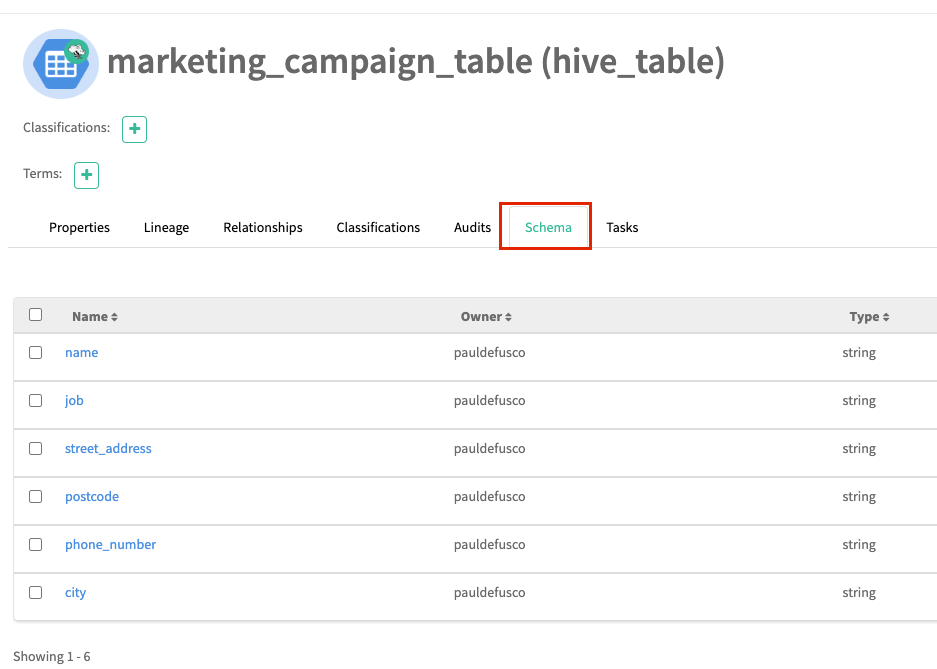 marketing_campaign_table (hive_table)
Classifications:
Terms:
Properties Lineage Relationships Classifications Audits Schema Tasks
Name Owner Type
name pauldefusco string
job pauldefusco string
street_address pauldefusco string
postcode pauldefusco string
phone_number pauldefusco string
city pauldefusco string
Showing 1 - 6